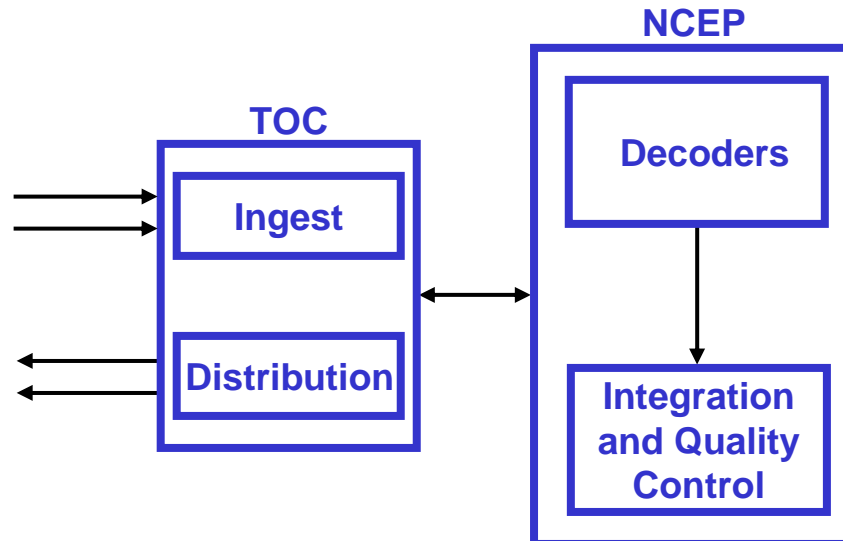 NCEP
TOC
Decoders
Ingest
Distribution
Integration
and Quality
Control